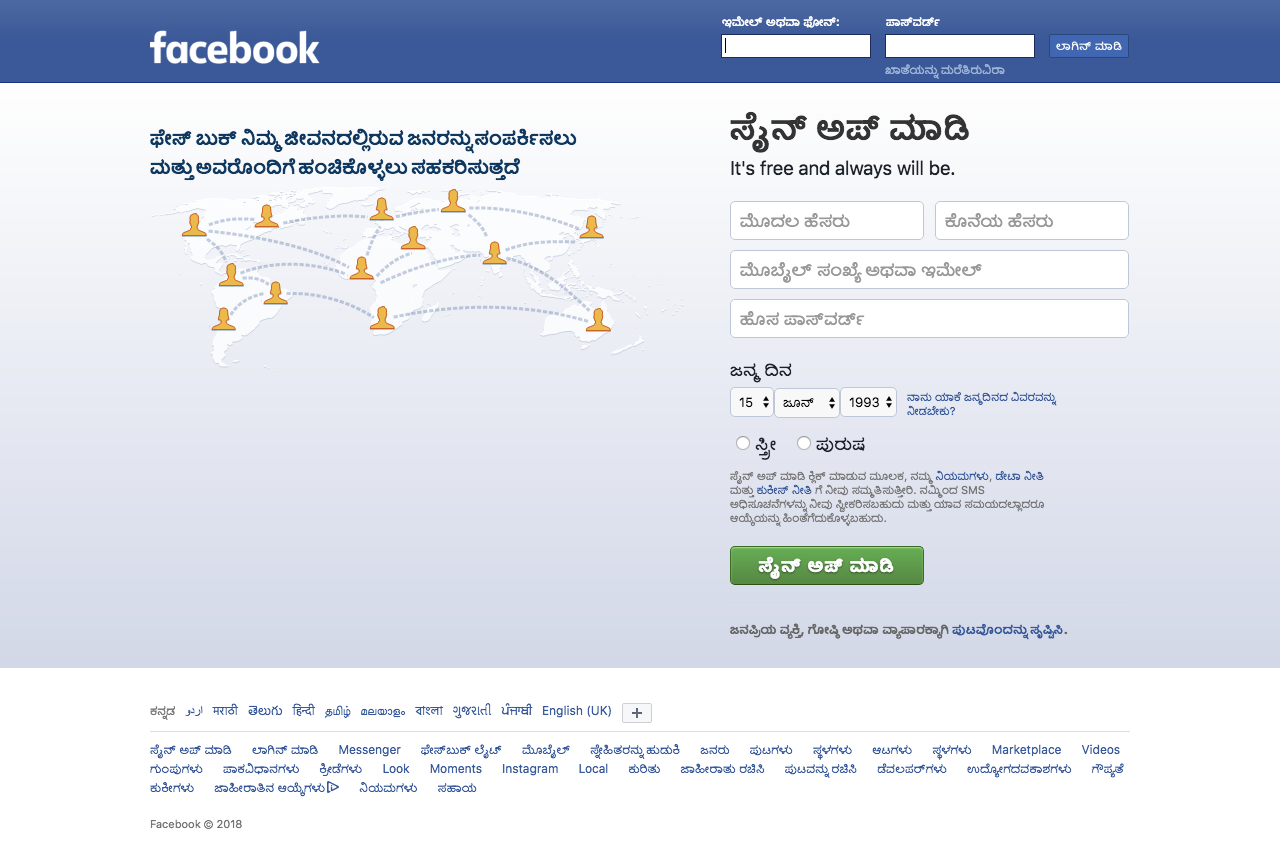 facebook
ಇಮೇಲ್ ಅಥವಾ ಫೋನ್:
ಪಾಸ್‌ವರ್ಡ್
ಲಾಗಿನ್ ಮಾಡಿ
ಖಾತೆಯನ್ನು ಮರೆತಿರುವಿರಾ
ಫೇಸ್ ಬುಕ್ ನಿಮ್ಮ ಜೀವನದಲ್ಲಿರುವ ಜನರನ್ನು ಸಂಪರ್ಕಿಸಲು
ಮತ್ತು ಅವರೊಂದಿಗೆ ಹಂಚಿಕೊಳ್ಳಲು ಸಹಕರಿಸುತ್ತದೆ
ಸೈನ್ ಅಪ್ ಮಾಡಿ
It's free and always will be.
ಮೊದಲ ಹೆಸರು ಕೊನೆಯ ಹೆಸರು
ಮೊಬೈಲ್ ಸಂಖ್ಯೆ ಅಥವಾ ಇಮೇಲ್
ಹೊಸ ಪಾಸ್‌ವರ್ಡ್
ಜನ್ಮ ದಿನ
15 ಜೂನ್ 1993
ನಾನು ಯಾಕೆ ಜನ್ಮದಿನದ ವಿವರವನ್ನು
ನೀಡಬೇಕು?
ಸ್ತ್ರೀ ಪುರುಷ
ಸೈನ್ ಅಪ್ ಮಾಡಿ ಕ್ಲಿಕ್ ಮಾಡುವ ಮೂಲಕ, ನಮ್ಮ ನಿಯಮಗಳು, ಡೇಟಾ ನೀತಿ
ಮತ್ತು ಕುಕೀಸ್ ನೀತಿ ಗೆ ನೀವು ಸಮ್ಮತಿಸುತ್ತೀರಿ. ನಮ್ಮಿಂದ SMS
ಅಧಿಸೂಚನೆಗಳನ್ನು ನೀವು ಸ್ವೀಕರಿಸಬಹುದು ಮತ್ತು ಯಾವ ಸಮಯದಲ್ಲಾದರೂ
ಆಯ್ಕೆಯನ್ನು ಹಿಂತೆಗೆದುಕೊಳ್ಳಬಹುದು.
ಸೈನ್ ಅಪ್ ಮಾಡಿ
ಜನಪ್ರಿಯ ವ್ಯಕ್ತಿ, ಗೋಷ್ಠಿ ಅಥವಾ ವ್ಯಾಪಾರಕ್ಕಾಗಿ ಪುಟವೊಂದನ್ನು ಸೃಷ್ಟಿಸಿ.
ಕನ್ನಡ اردو मराठी తెలుగు हिन्दी தமிழ் മലയാളം বাংলা ગુજરાતી ਪੰਜਾਬੀ English (UK) +
ಸೈನ್ ಅಪ್ ಮಾಡಿ ಲಾಗಿನ್ ಮಾಡಿ Messenger ಫೇಸ್‌ಬುಕ್ ಲೈಟ್ ಮೊಬೈಲ್ ಸ್ನೇಹಿತರನ್ನು ಹುಡುಕಿ ಜನರು ಪುಟಗಳು ಸ್ಥಳಗಳು ಆಟಗಳು ಸ್ಥಳಗಳು Marketplace Videos
ಗುಂಪುಗಳು ಪಾಕವಿಧಾನಗಳು ಕ್ರೀಡೆಗಳು Look Moments Instagram Local ಕುರಿತು ಜಾಹೀರಾತು ರಚಿಸಿ ಪುಟವನ್ನು ರಚಿಸಿ ಡೆವಲಪರ್‌ಗಳು ಉದ್ಯೋಗದವಕಾಶಗಳು ಗೌಪ್ಯತೆ
ಕುಕೀಗಳು ಜಾಹೀರಾತಿನ ಆಯ್ಕೆಗಳು ನಿಯಮಗಳು ಸಹಾಯ
Facebook © 2018